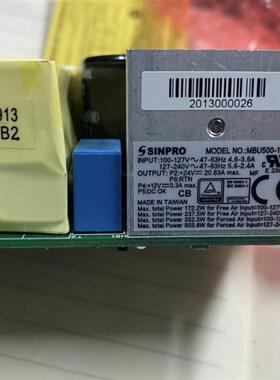 913
B2
2013000026
SINPRO
MODEL NO.:MBU500-1
INPUT:100-127V~47-63Hz 4.6-3.6A
127-240V~47-63Hz 5.6-2.4A
OUTPUT: P2:+24V⎓ 20.83A max.
P6:RTN
P4:+12V⎓0.3A max.
P5:DC OK
CB
MADE IN TAIWAN
Max. total Power 172.2W for Free Air Input=100-127
Max. total Power 237.5W for Free Air Input=127-240
Max. total Power 352.5W for Forced Air Input=100-
Max. total Power 503.6W for Forced Air Input=127-